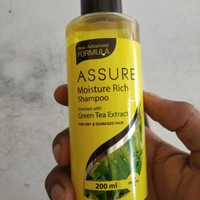 New Advanced
FORMULA
ASSURE
Moisture Rich
Shampoo
Enriched with
Green Tea Extract
FOR DRY & DAMAGED HAIR
200 ml